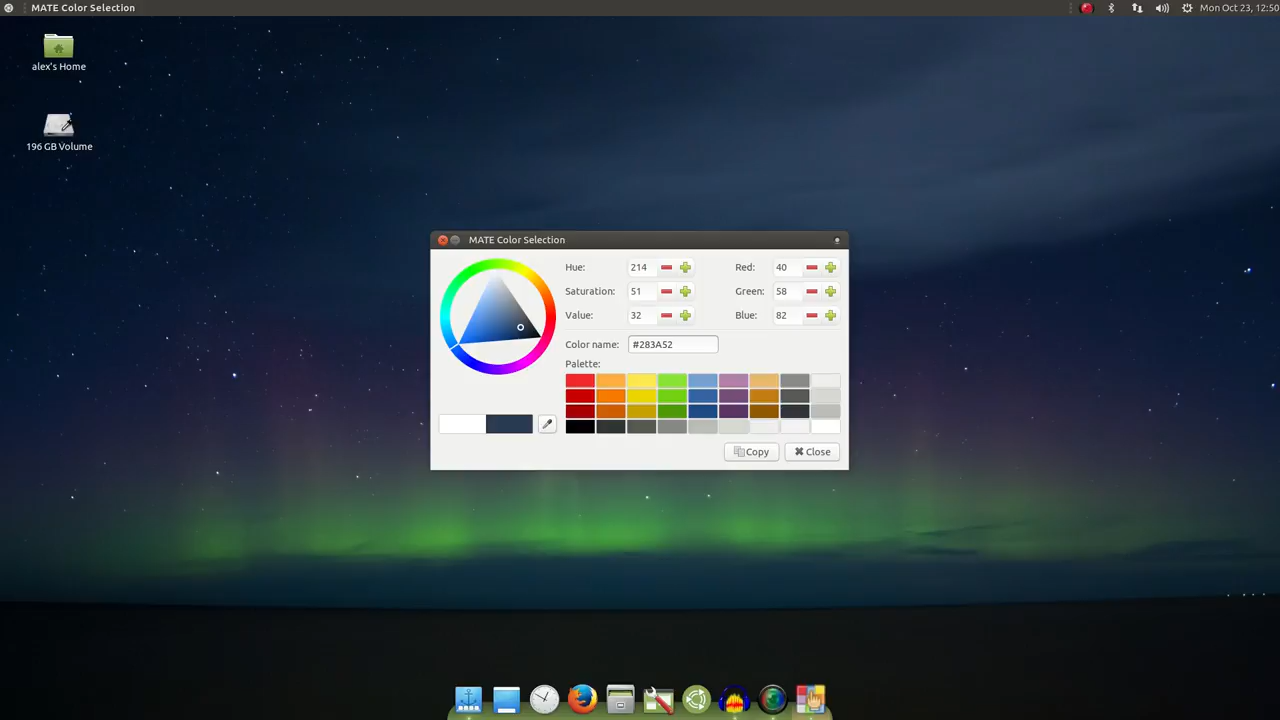 MATE Color Selection
Mon Oct 23, 12:50
alex's Home
196 GB Volume
MATE Color Selection
Hue: 214
Red: 40
Saturation: 51
Green: 58
Value: 32
Blue: 82
Color name: #283A52
Palette:
Copy
Close